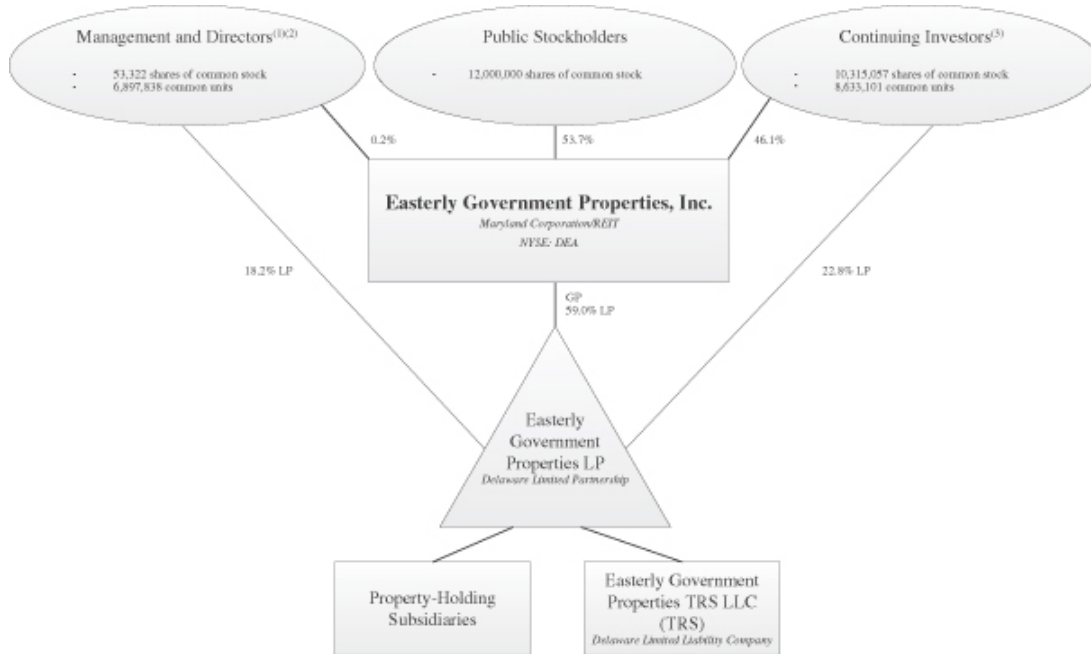 Management and Directors(1)(2)
- 53,322 shares of common stock
- 6,897,838 common units
Public Stockholders
- 12,000,000 shares of common stock
Continuing Investors(3)
- 10,315,057 shares of common stock
- 8,633,101 common units
0.2%
53.7%
46.1%
Easterly Government Properties, Inc.
Maryland Corporation/REIT
NYSE: DEA
18.2% LP
22.8% LP
GP
59.0% LP
Easterly
Government
Properties LP
Delaware Limited Partnership
Property-Holding
Subsidiaries
Easterly Government
Properties TRS LLC
(TRS)
Delaware Limited Liability Company